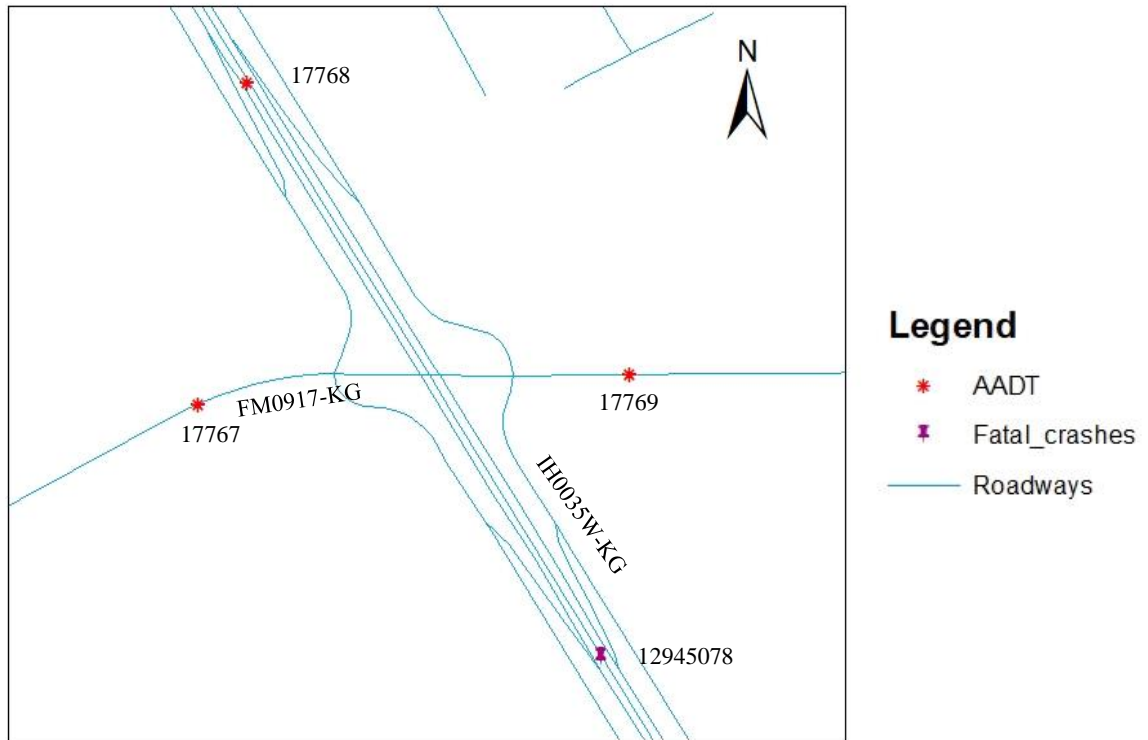 17768
N
FM0917-KG
17767
17769
IH0035W-KG
12945078
Legend
AADT
Fatal_crashes
Roadways